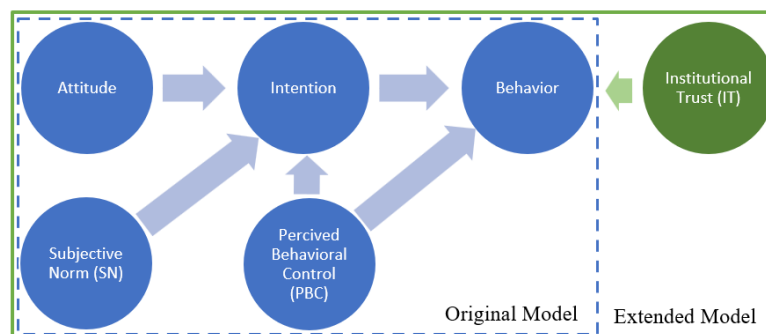 Attitude
Intention
Behavior
Institutional
Trust (IT)
Subjective
Norm (SN)
Percived
Behavioral
Control
(PBC)
Original Model
Extended Model